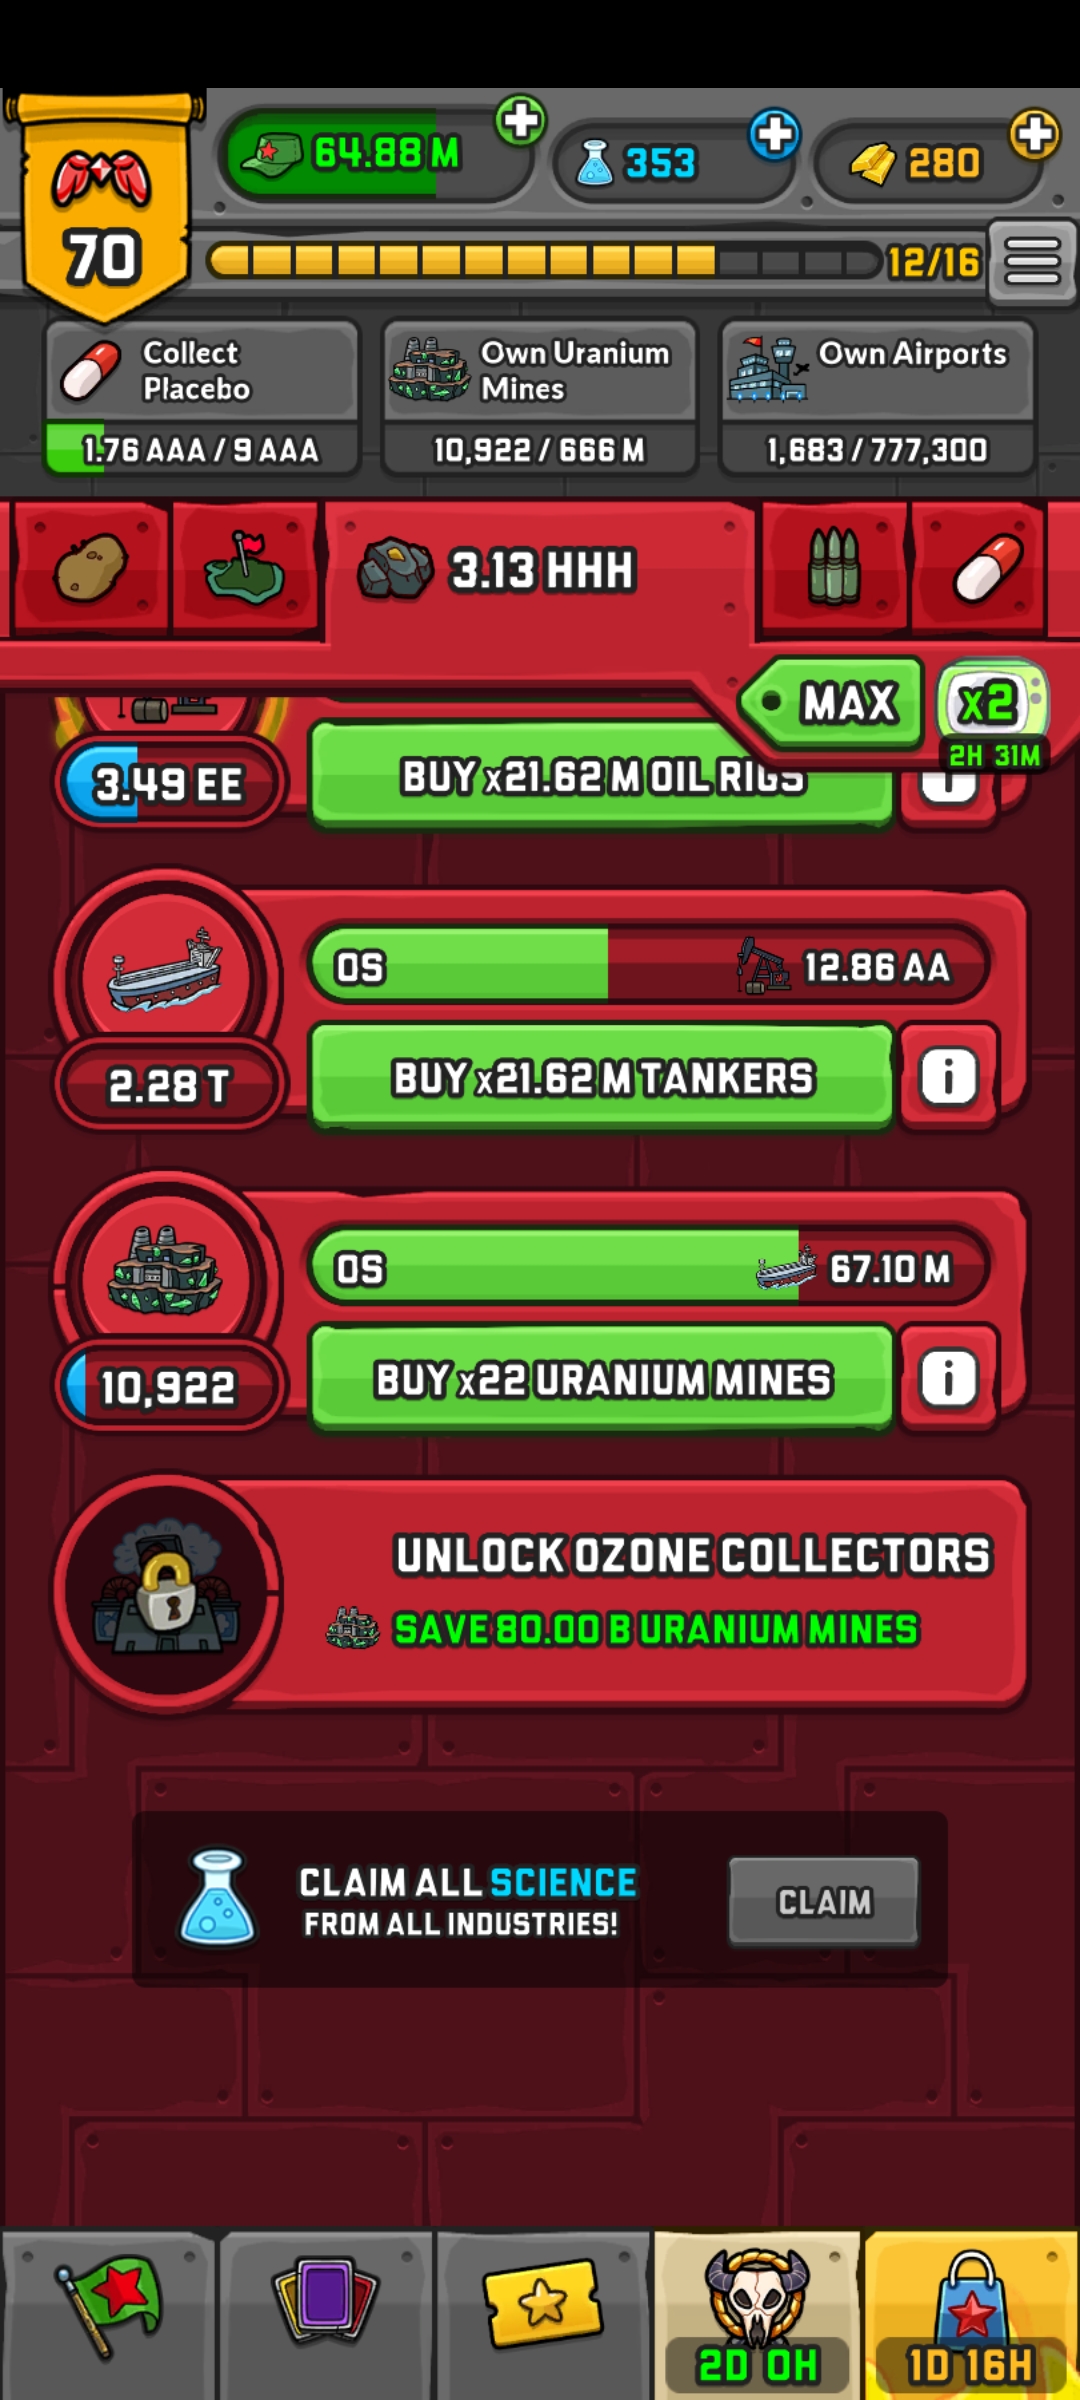 64.88 M
353
280
70
12/16
Collect
Placebo
Own Uranium
Mines
Own Airports
1.76 AAA / 9 AAA
10,922 / 666 M
1,683 / 777,300
3.13 HHH
MAX
x2
2H 31M
3.49 EE
BUY x21.62 M OIL RIGS
0S
12.86 AA
2.28 T
BUY x21.62 M TANKERS
i
0S
67.10 M
10,922
BUY x22 URANIUM MINES
i
UNLOCK OZONE COLLECTORS
SAVE 80.00 B URANIUM MINES
CLAIM ALL SCIENCE
FROM ALL INDUSTRIES!
CLAIM
2D 0H
1D 16H